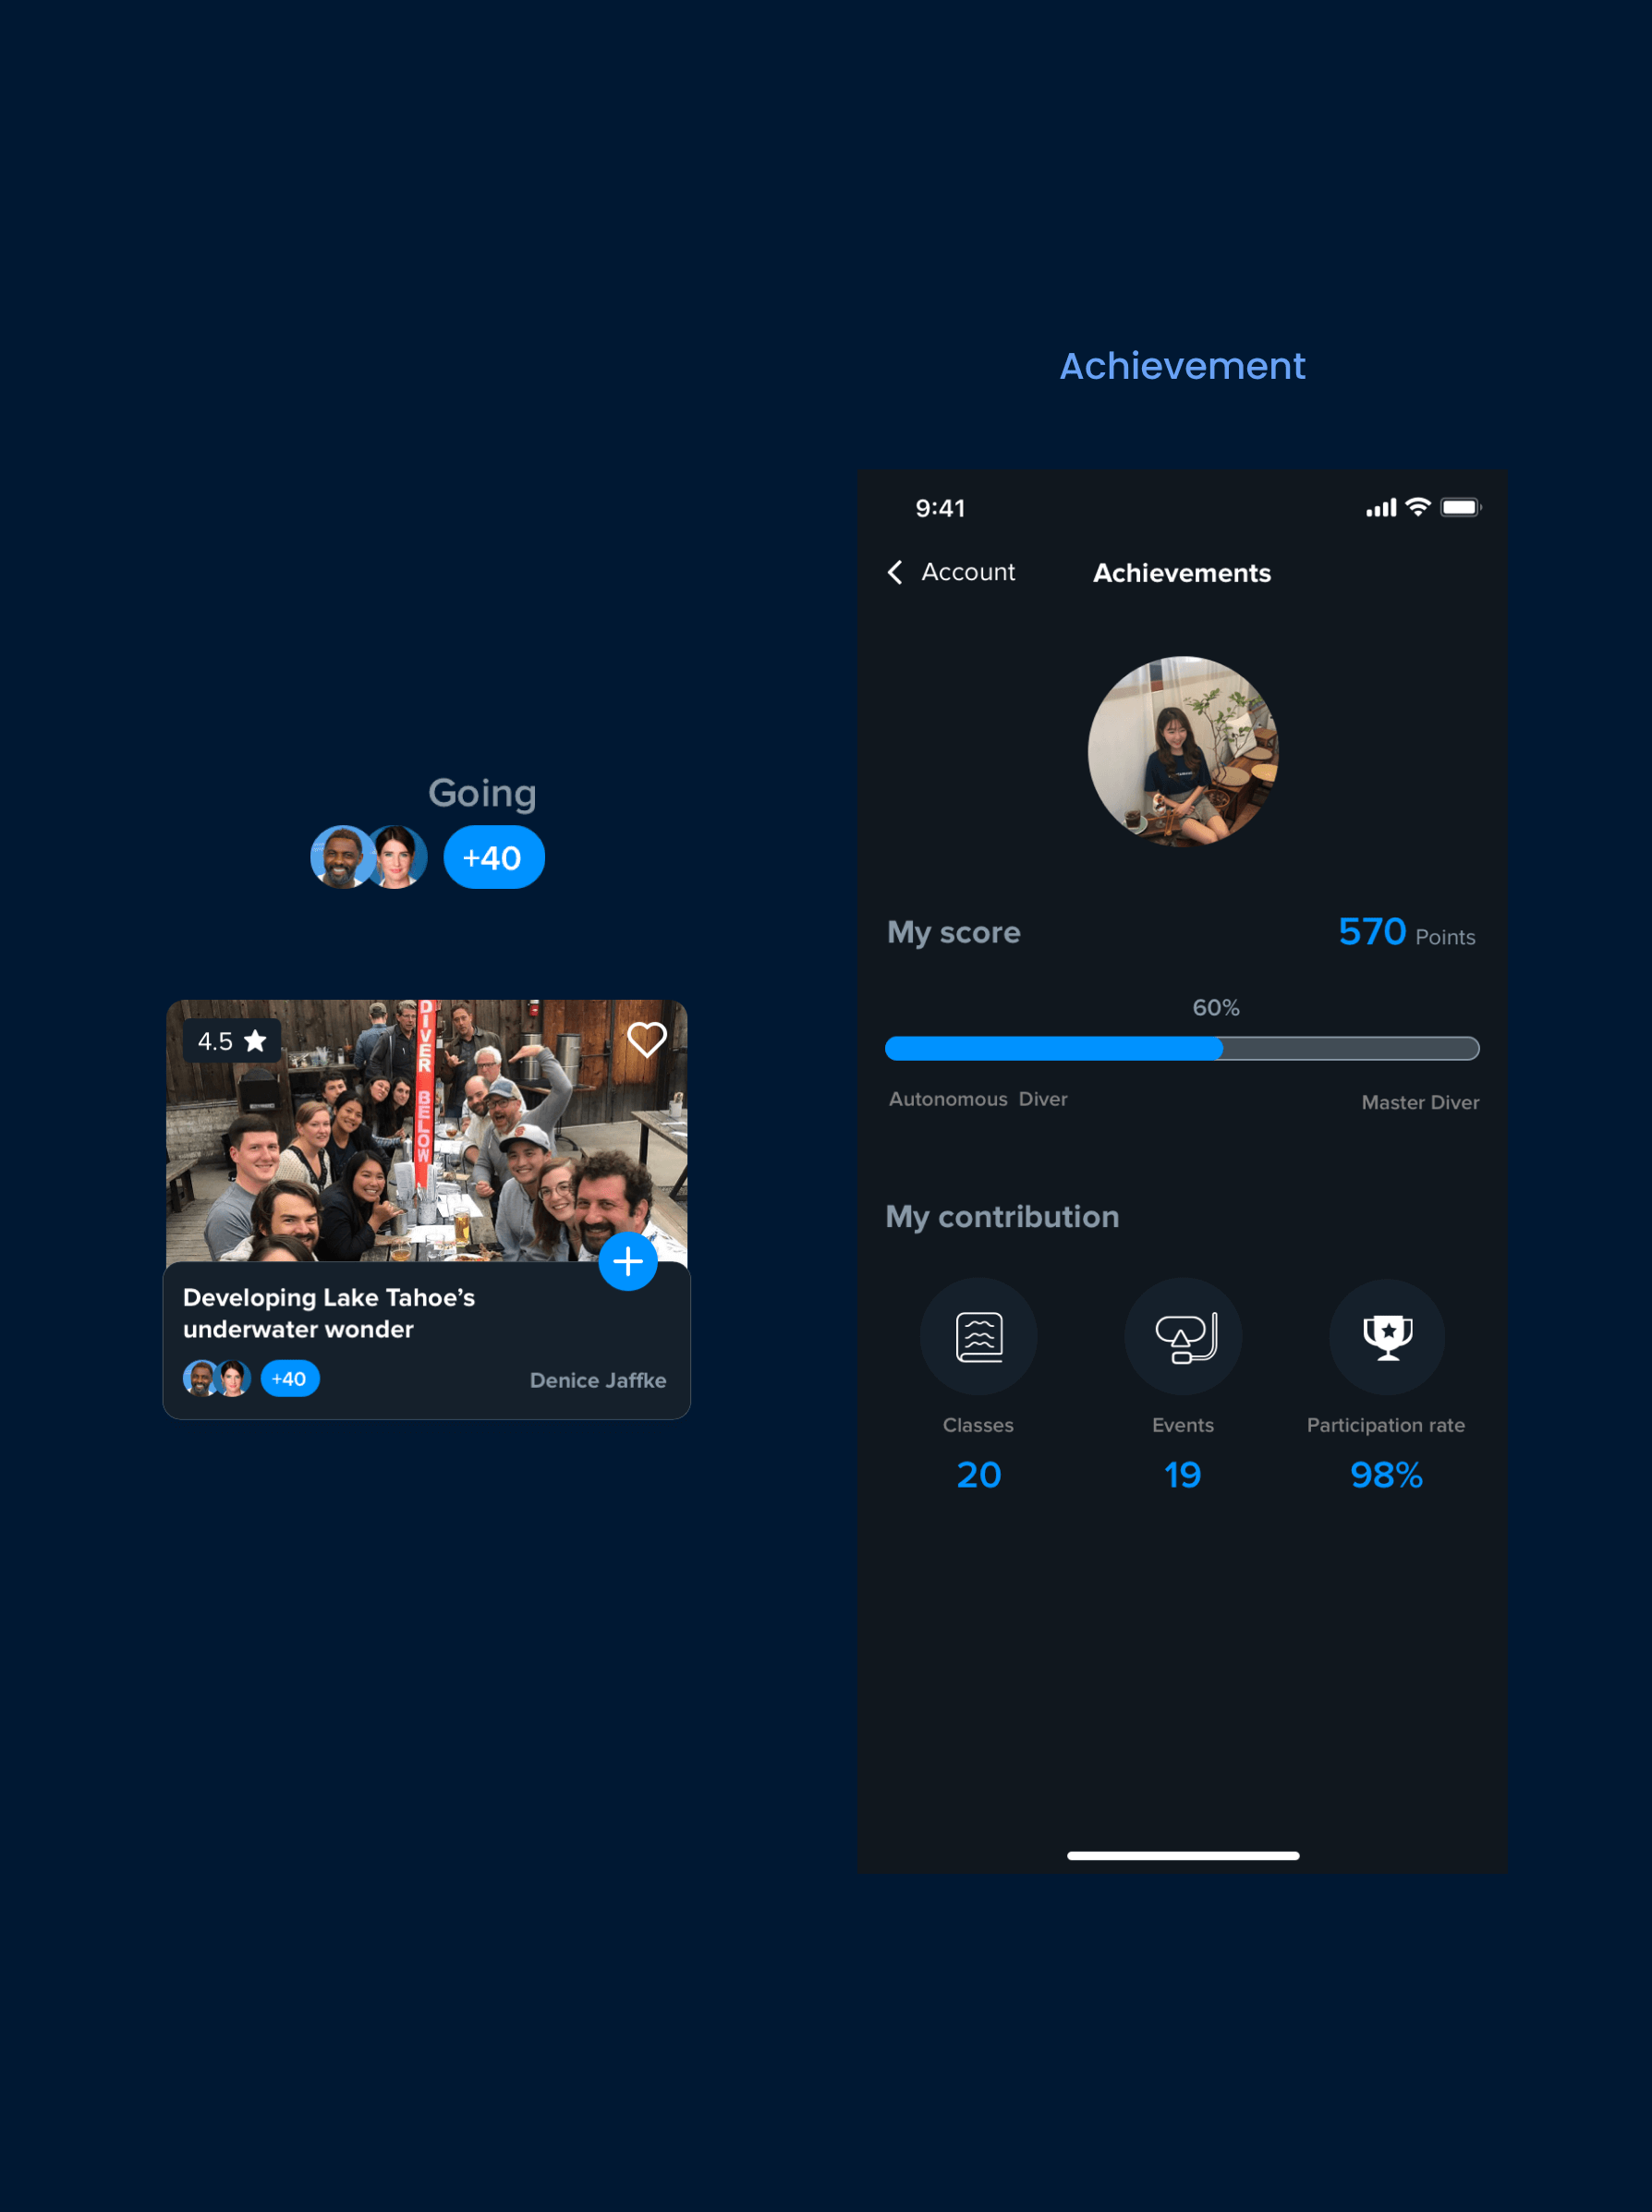 Achievement
Going
+40
4.5
DIVER BELOW
Developing Lake Tahoe’s
underwater wonder
+40
Denice Jaffke
9:41
Account
Achievements
My score
570 Points
60%
Autonomous Diver
Master Diver
My contribution
Classes
Events
Participation rate
20
19
98%